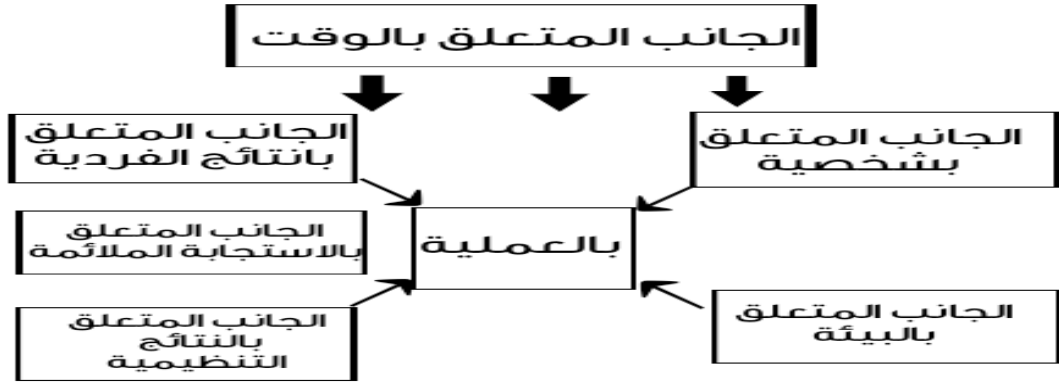 الجانب المتعلق بالوقت
الجانب المتعلق
بشخصية
الجانب المتعلق
بانتائج الفردية
بالعملية
الجانب المتعلق
بالاستجابة الملائمة
الجانب المتعلق
بالبيئة
الجانب المتعلق
بالنتائج
التنظيمية